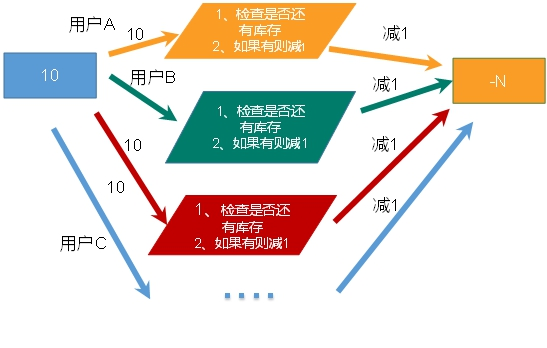 用户A
10
1、检查是否还
有库存
2、如果有则减1
减1
10
用户B
1、检查是否还
有库存
2、如果有则减1
减1
-N
10
10
1、检查是否还
有库存
2、如果有则减1
减1
用户C
减1